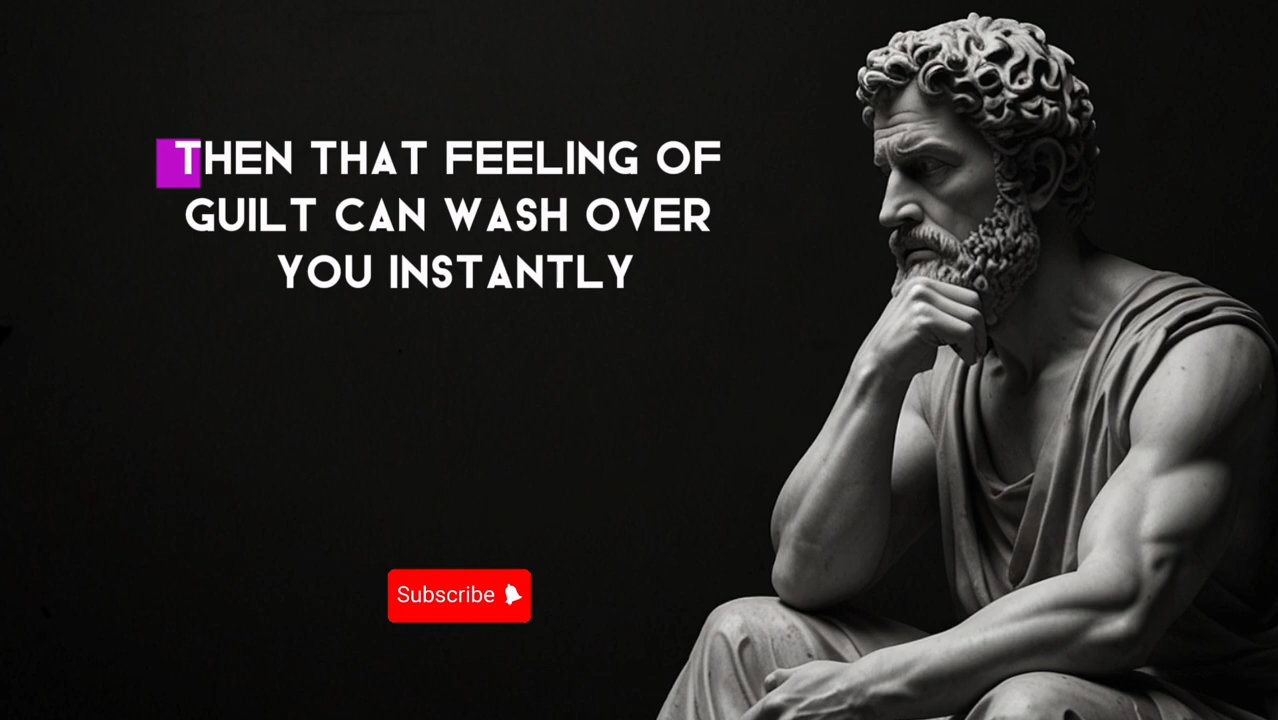 THEN THAT FEELING OF
GUILT CAN WASH OVER
YOU INSTANTLY
Subscribe